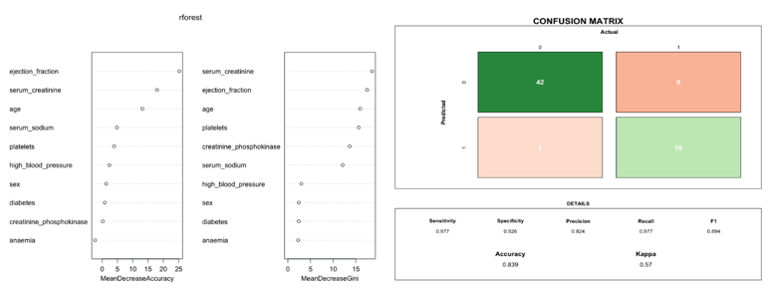 rforest
ejection_fraction
serum_creatinine
age
serum_sodium
platelets
high_blood_pressure
sex
diabetes
creatinine_phosphokinase
anaemia
0 5 10 15 20 25
MeanDecreaseAccuracy
serum_creatinine
ejection_fraction
age
platelets
creatinine_phosphokinase
serum_sodium
high_blood_pressure
sex
diabetes
anaemia
0 5 10 15
MeanDecreaseGini
CONFUSION MATRIX
Actual
0 1
Predicted
0 42 9
1 1 10
DETAILS
Sensitivity Specificity Precision Recall F1
0.977 0.526 0.824 0.977 0.894
Accuracy Kappa
0.839 0.57